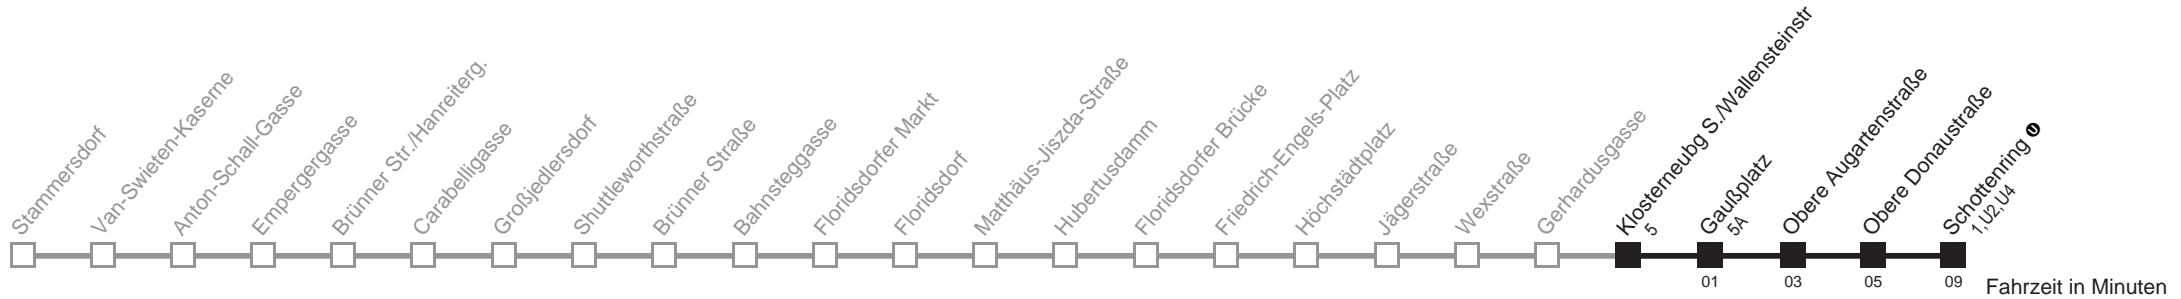 Stammersdorf
Van-Swieten-Kaserne
Anton-Schall-Gasse
Empergergasse
Brünner Str./Hanreiterg.
Carabelligasse
Großjedlersdorf
Shuttleworthstraße
Brünner Straße
Bahnsteggasse
Floridsdorfer Markt
Floridsdorf
Matthäus-Jiszda-Straße
Hubertusdamm
Floridsdorfer Brücke
Friedrich-Engels-Platz
Höchstädtplatz
Jägerstraße
Wexstraße
Gerhardusgasse
Klosterneubg S./Wallensteinstr
5
Gaußplatz
5A
Obere Augartenstraße
Obere Donaustraße
Schottenring U
1,U2,U4
01 03 05 09
Fahrzeit in Minuten